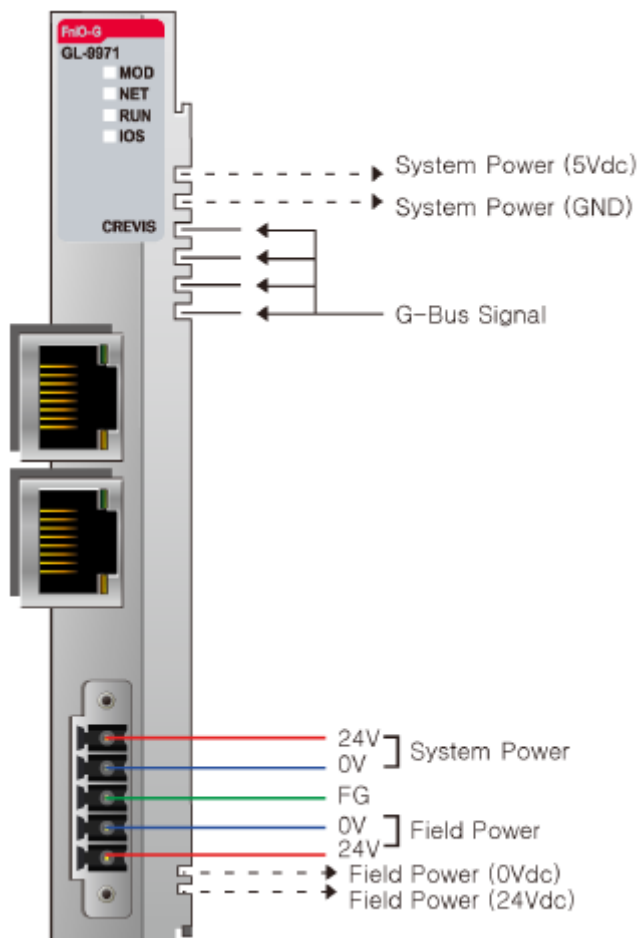 FnIO-G
GL-9971
MOD
NET
RUN
IOS
CREVIS
System Power (5Vdc)
System Power (GND)
G-Bus Signal
24V
0V
System Power
FG
0V
24V
Field Power
Field Power (0Vdc)
Field Power (24Vdc)